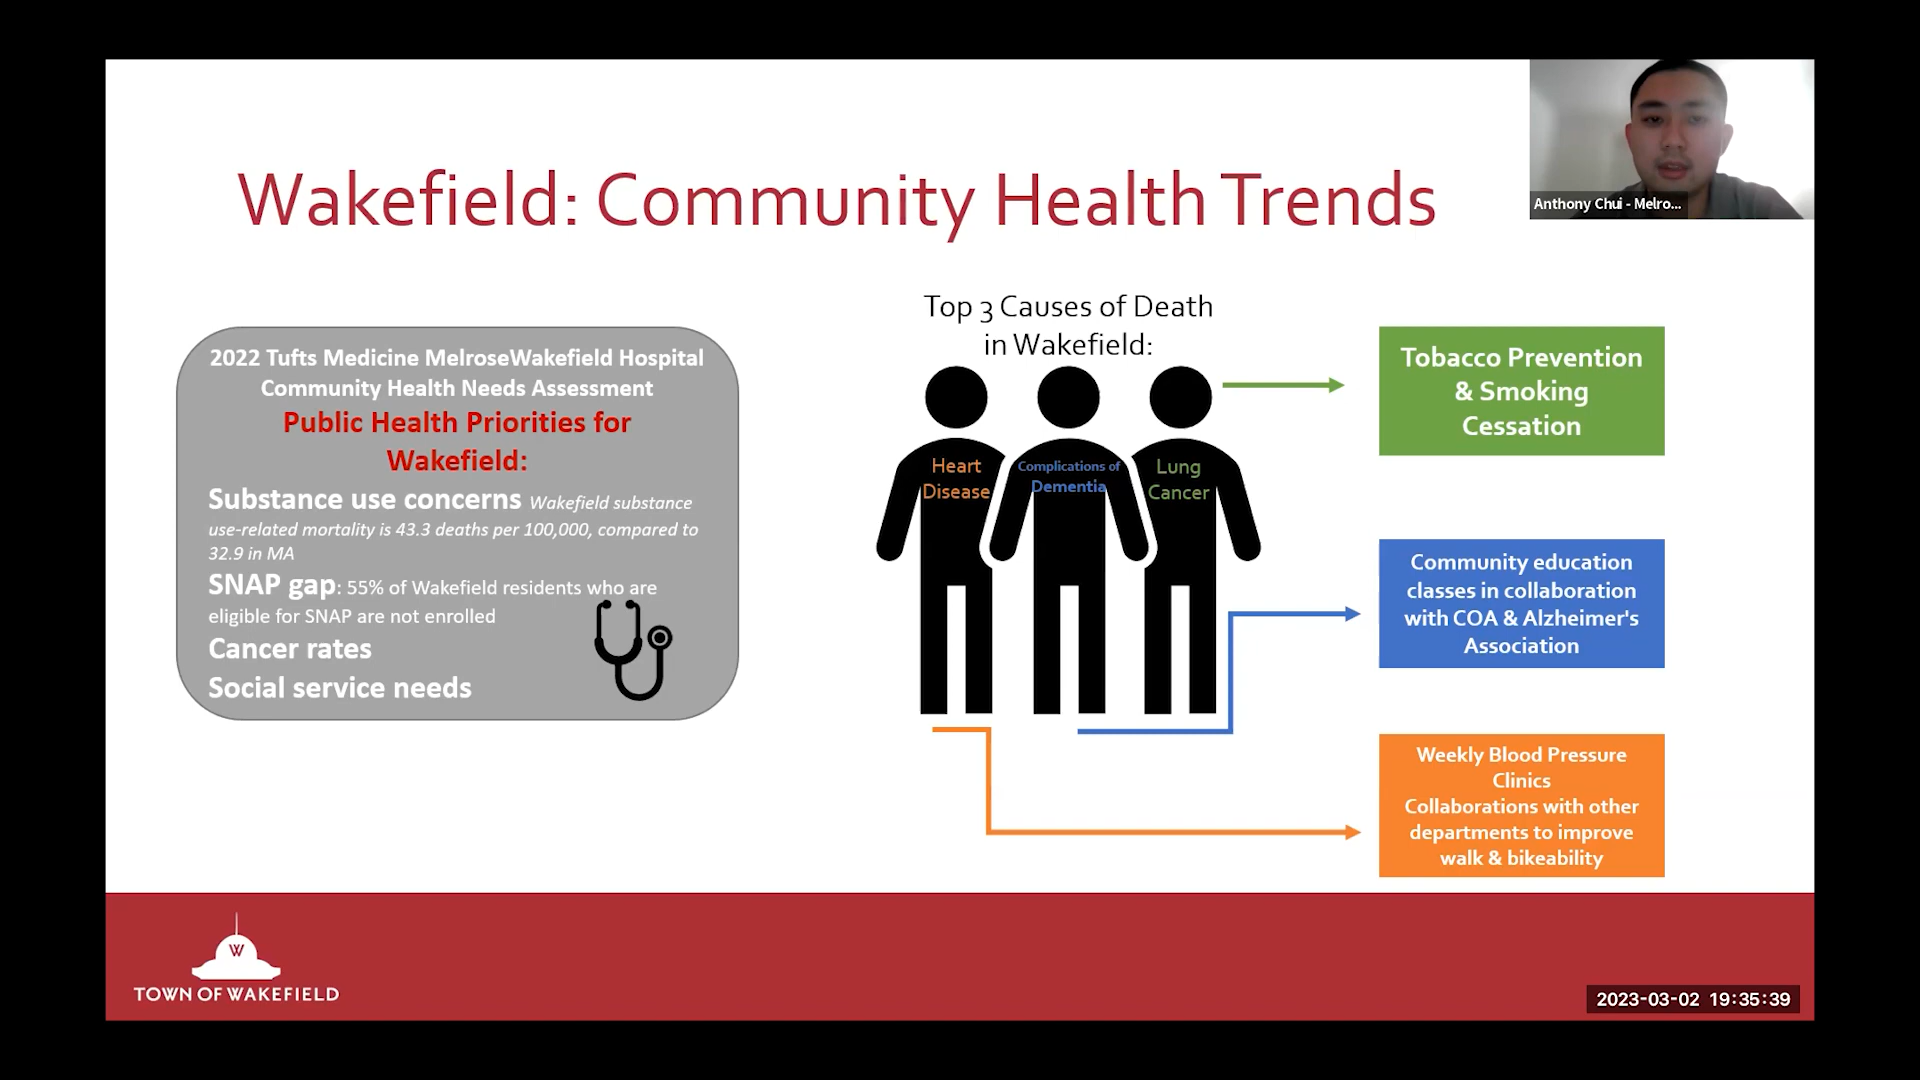 Wakefield: Community Health Trends
Anthony Chui - Melro...
2022 Tufts Medicine MelroseWakefield Hospital
Community Health Needs Assessment
Public Health Priorities for
Wakefield:
Substance use concerns Wakefield substance
use-related mortality is 43.3 deaths per 100,000, compared to
32.9 in MA
SNAP gap: 55% of Wakefield residents who are
eligible for SNAP are not enrolled
Cancer rates
Social service needs
Top 3 Causes of Death
in Wakefield:
Heart
Disease
Complications of
Dementia
Lung
Cancer
Tobacco Prevention
& Smoking
Cessation
Community education
classes in collaboration
with COA & Alzheimer's
Association
Weekly Blood Pressure
Clinics
Collaborations with other
departments to improve
walk & bikeability
W
TOWN OF WAKEFIELD
2023-03-02 19:35:39